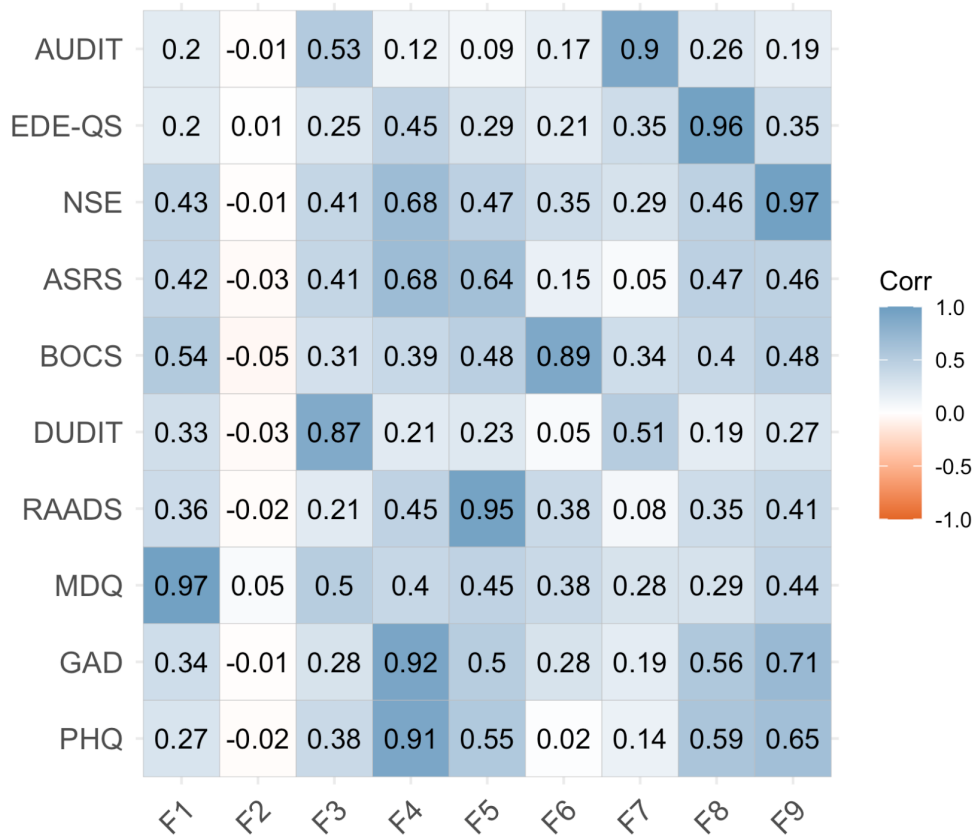 AUDIT 0.2 -0.01 0.53 0.12 0.09 0.17 0.9 0.26 0.19
EDE-QS 0.2 0.01 0.25 0.45 0.29 0.21 0.35 0.96 0.35
NSE 0.43 -0.01 0.41 0.68 0.47 0.35 0.29 0.46 0.97
ASRS 0.42 -0.03 0.41 0.68 0.64 0.15 0.05 0.47 0.46
BOCS 0.54 -0.05 0.31 0.39 0.48 0.89 0.34 0.4 0.48
DUDIT 0.33 -0.03 0.87 0.21 0.23 0.05 0.51 0.19 0.27
RAADS 0.36 -0.02 0.21 0.45 0.95 0.38 0.08 0.35 0.41
MDQ 0.97 0.05 0.5 0.4 0.45 0.38 0.28 0.29 0.44
GAD 0.34 -0.01 0.28 0.92 0.5 0.28 0.19 0.56 0.71
PHQ 0.27 -0.02 0.38 0.91 0.55 0.02 0.14 0.59 0.65
F1 F2 F3 F4 F5 F6 F7 F8 F9
Corr
1.0
0.5
0.0
-0.5
-1.0